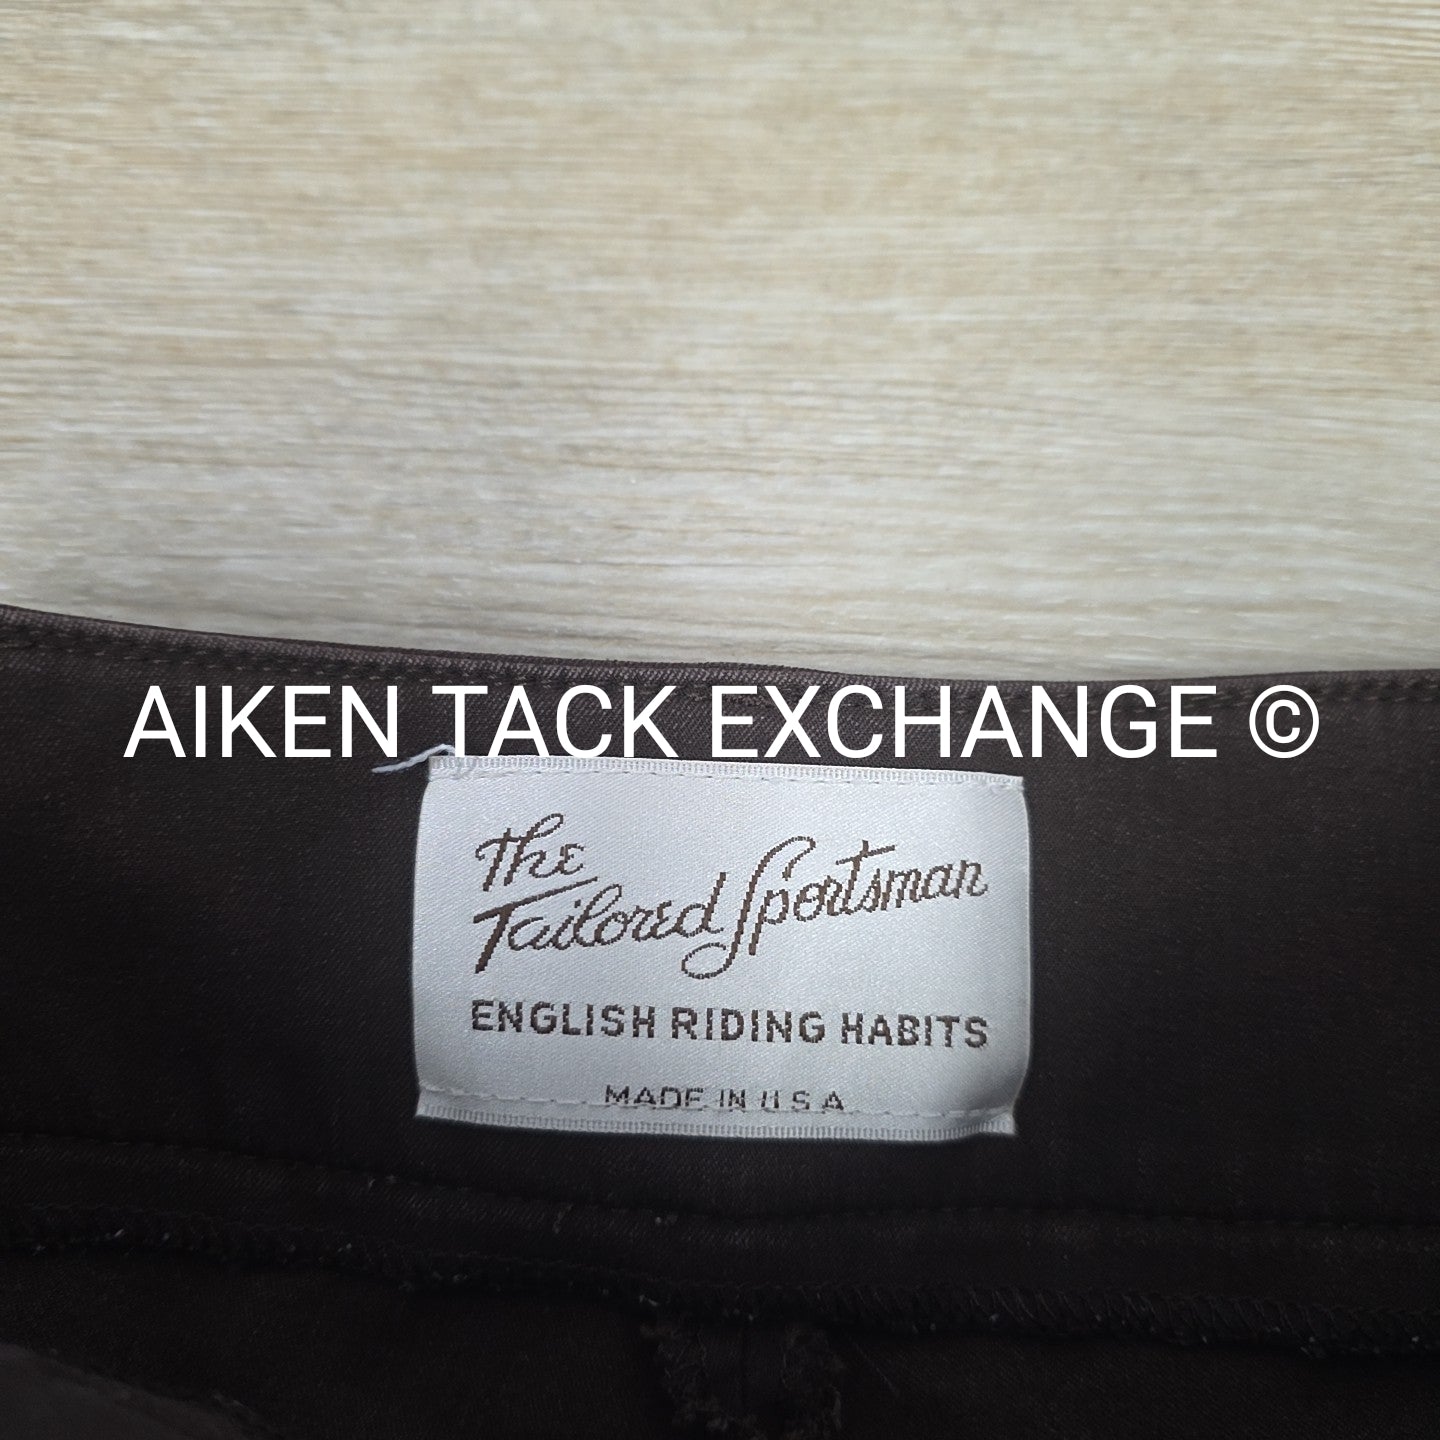 AIKEN TACK EXCHANGE ©
The
Tailored Sportsman
ENGLISH RIDING HABITS
MADE IN U S A